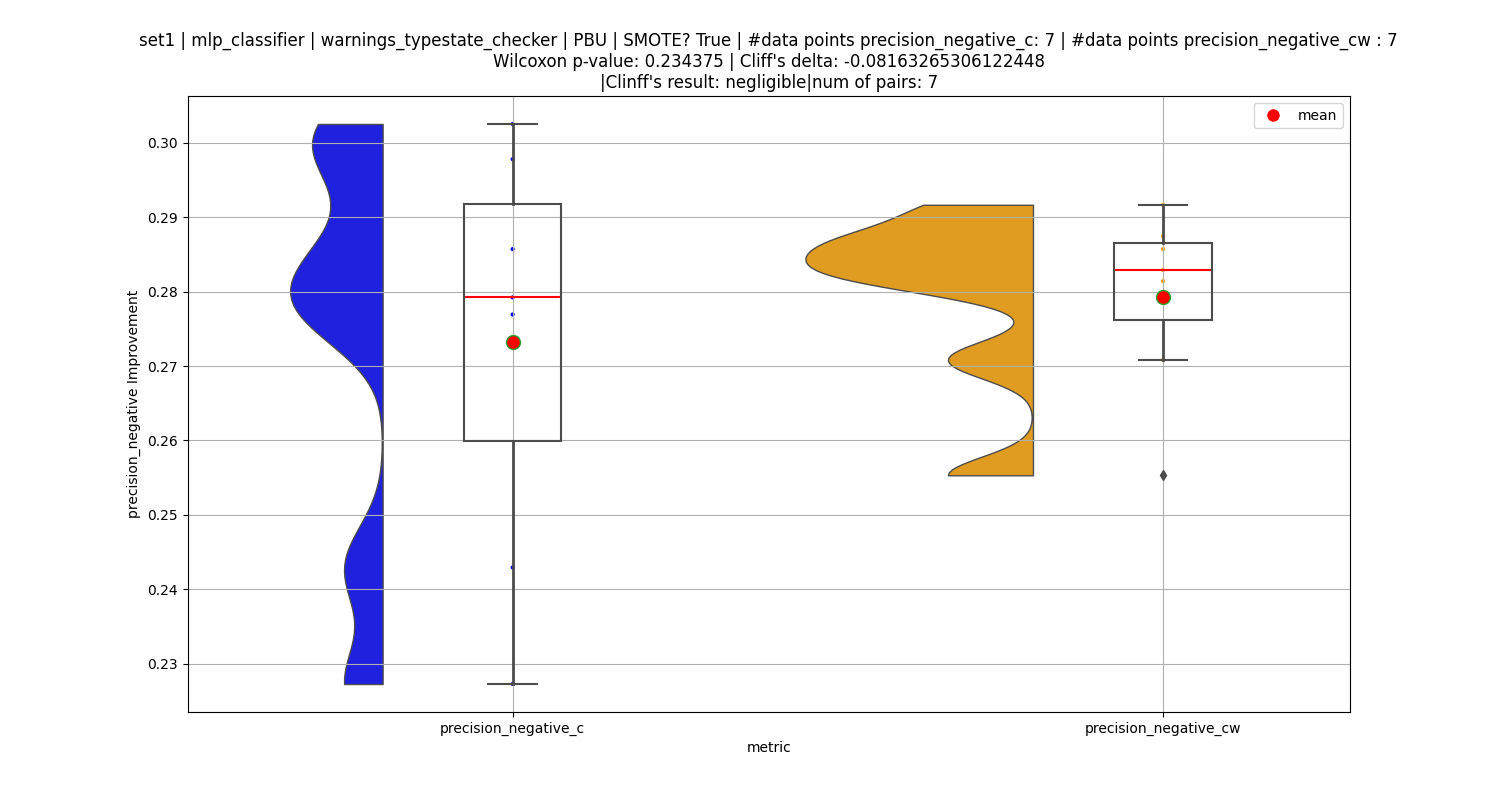 set1 | mlp_classifier | warnings_typestate_checker | PBU | SMOTE? True | #data points precision_negative_c: 7 | #data points precision_negative_cw : 7
Wilcoxon p-value: 0.234375 | Cliff's delta: -0.08163265306122448
|Clinff's result: negligible|num of pairs: 7
mean
0.30
0.29
0.28
0.27
0.26
0.25
0.24
0.23
precision_negative Improvement
precision_negative_c
precision_negative_cw
metric